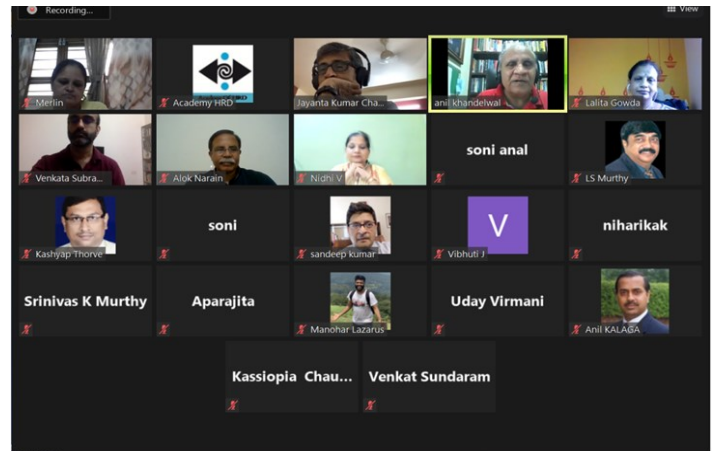 Recording...
View
Merlin
Academy HRD
Jayanta Kumar Cha...
anil khandelwal
Lalita Gowda
Venkata Subra...
Alok Narain
Nidhi V
soni anal
LS Murthy
Kashyap Thorve
soni
sandeep kumar
V
Vibhuti J
niharikak
Srinivas K Murthy
Aparajita
Manohar Lazarus
Uday Virmani
Anil KALAGA
Kassiopia Chau...
Venkat Sundaram